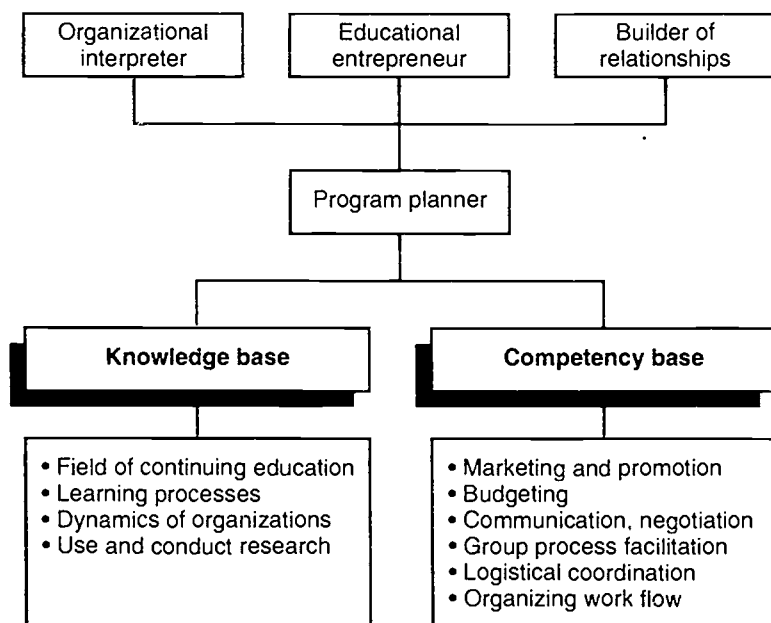 Organizational
interpreter
Educational
entrepreneur
Builder of
relationships
Program planner
Knowledge base
Competency base
• Field of continuing education
• Learning processes
• Dynamics of organizations
• Use and conduct research
• Marketing and promotion
• Budgeting
• Communication, negotiation
• Group process facilitation
• Logistical coordination
• Organizing work flow